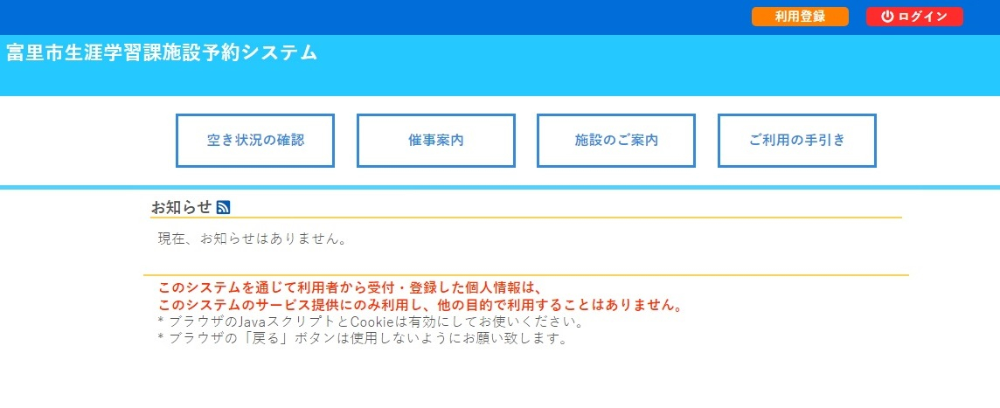 利用登録
ログイン
富里市生涯学習課施設予約システム
空き状況の確認
催事案内
施設のご案内
ご利用の手引き
お知らせ
現在、お知らせはありません。
このシステムを通じて利用者から受付・登録した個人情報は、
このシステムのサービス提供にのみ利用し、他の目的で利用することはありません。
* ブラウザのJavaスクリプトとCookieは有効にしてお使いください。
* ブラウザの「戻る」ボタンは使用しないようにお願い致します。